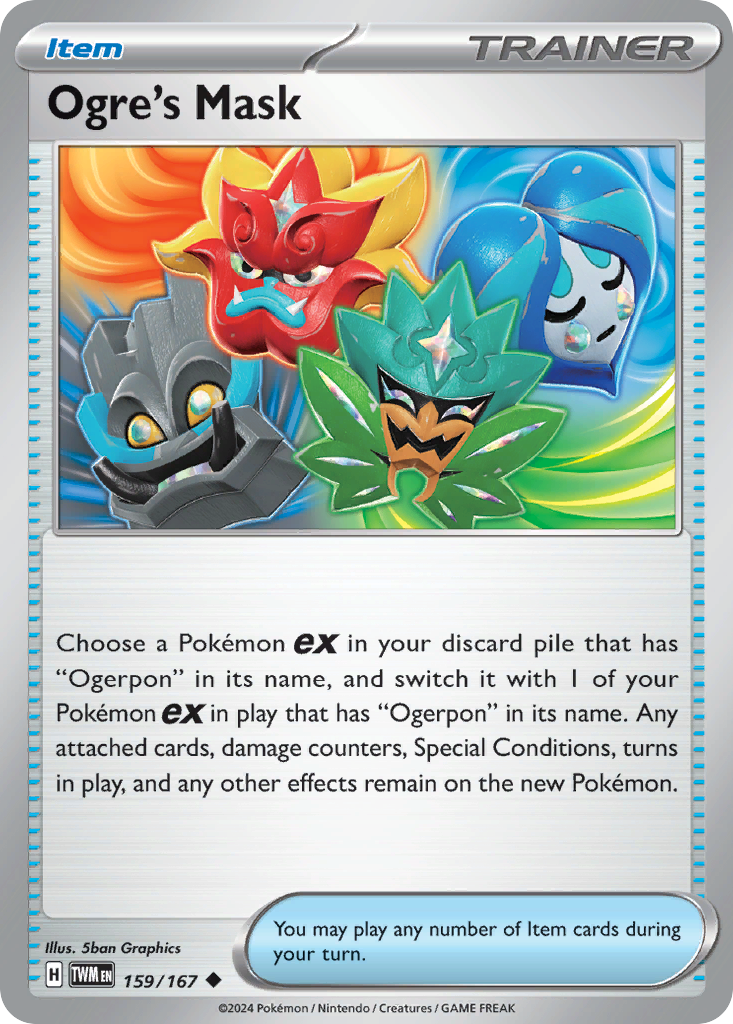 Item
TRAINER
Ogre's Mask
Choose a Pokémon ex in your discard pile that has
“Ogerpon” in its name, and switch it with 1 of your
Pokémon ex in play that has “Ogerpon” in its name. Any
attached cards, damage counters, Special Conditions, turns
in play, and any other effects remain on the new Pokémon.
You may play any number of Item cards during
your turn.
Illus. 5ban Graphics
H TWM EN 159/167
©2024 Pokémon / Nintendo / Creatures / GAME FREAK